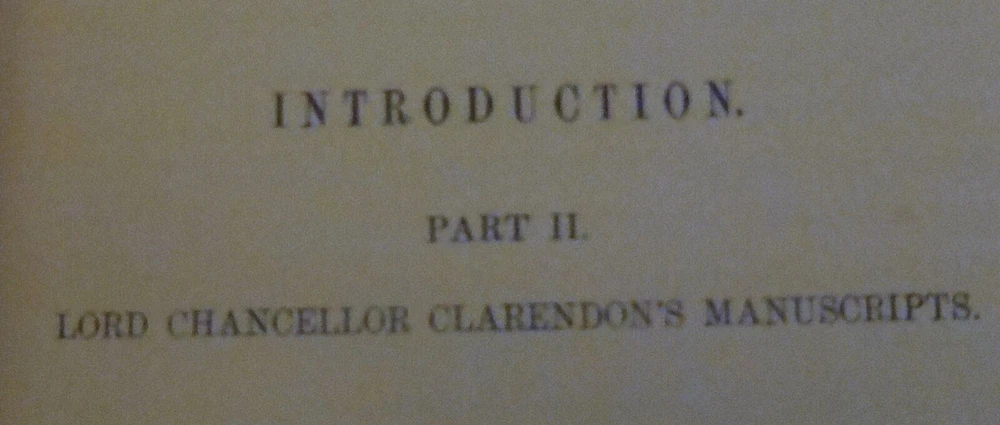 INTRODUCTION.
PART II.
LORD CHANCELLOR CLARENDON'S MANUSCRIPTS.